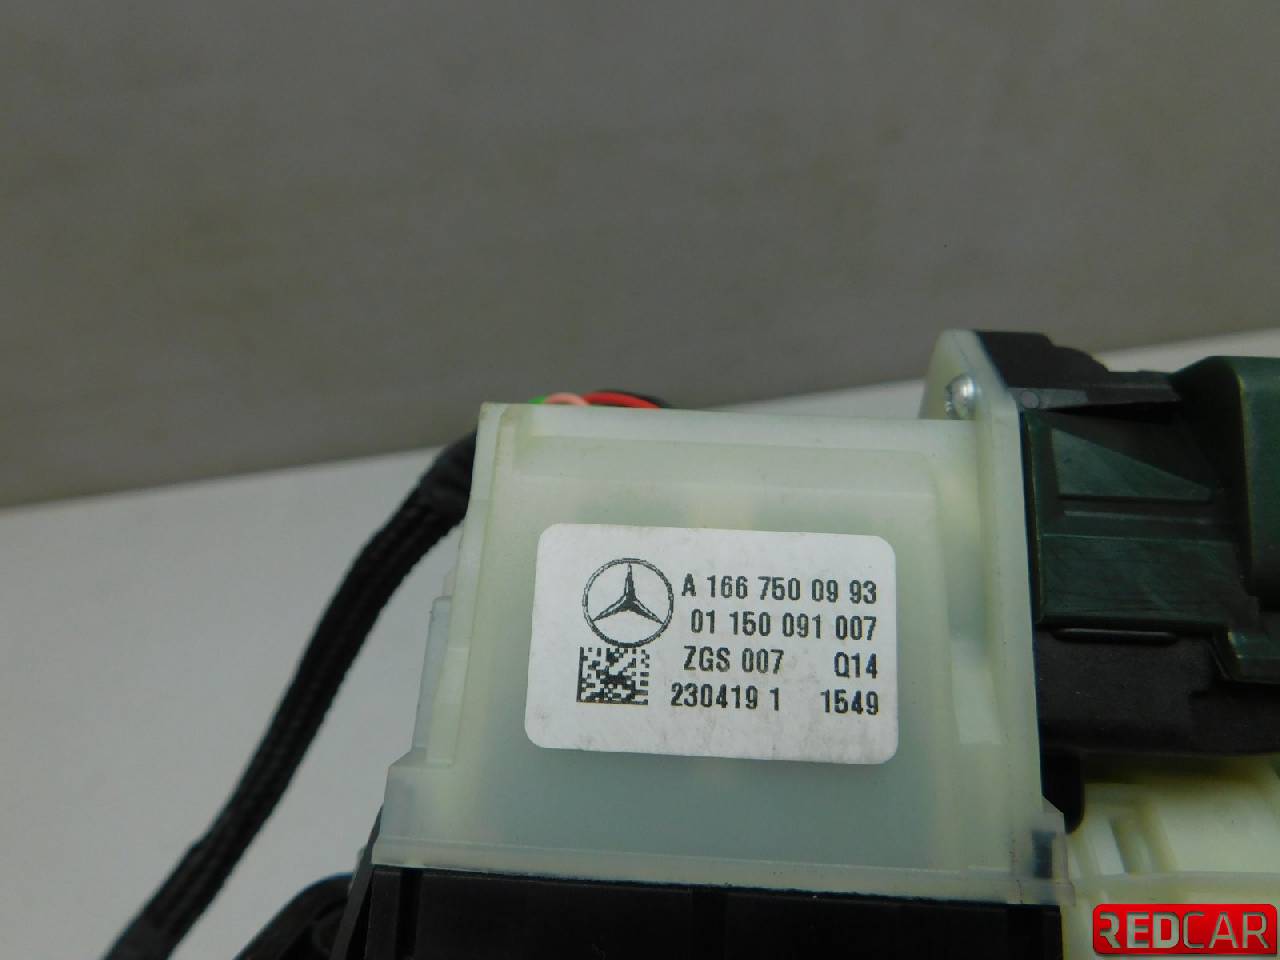 A 166 750 09 93
01 150 091 007
ZGS 007 Q14
230419 1 1549
REDCAR